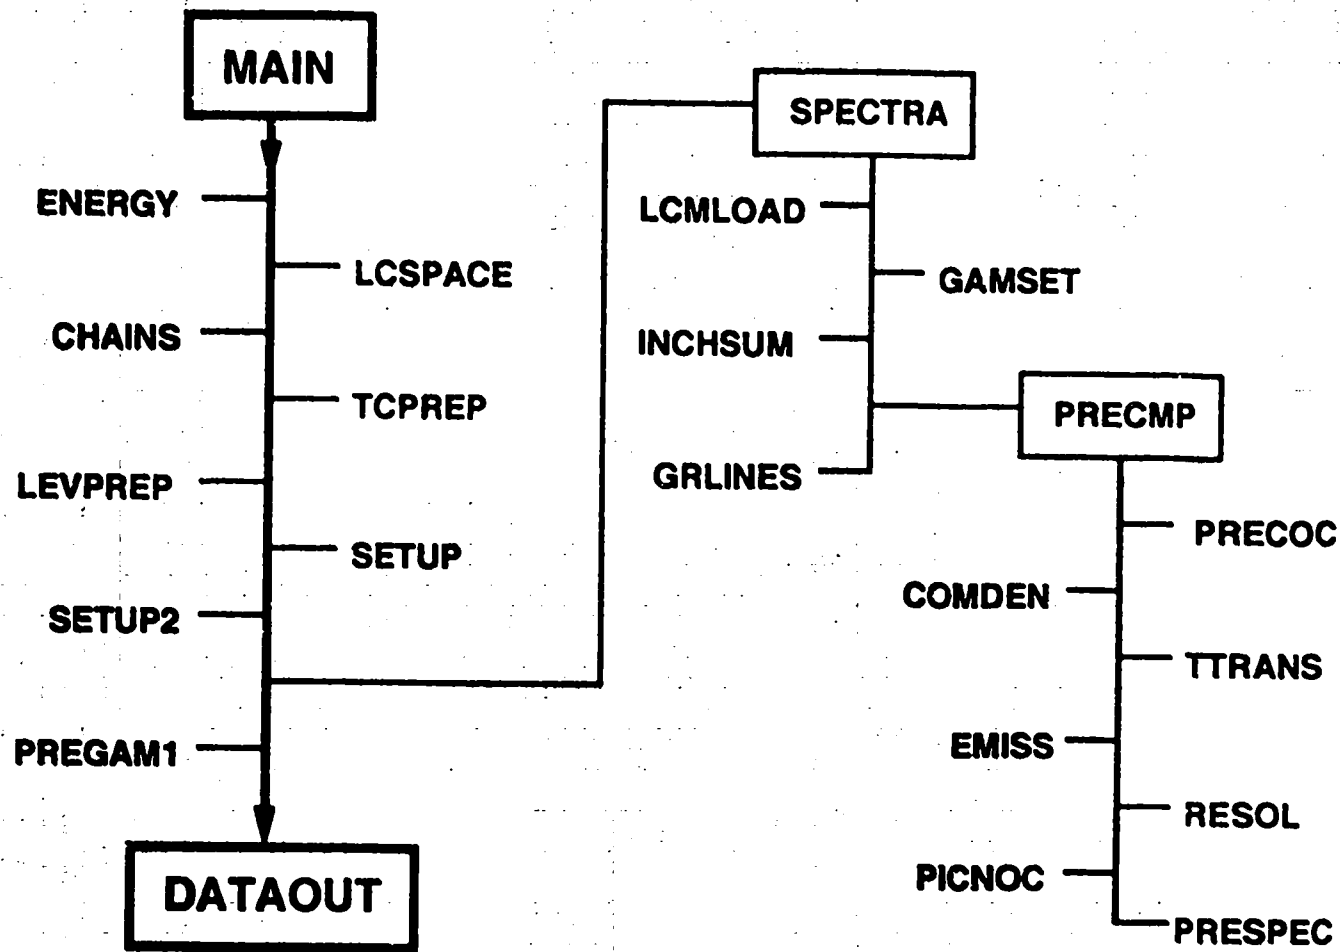 MAIN
ENERGY
LCSPACE
CHAINS
TCPREP
LEVPREP
SETUP
SETUP2
PREGAM1
DATAOUT
SPECTRA
LCMLOAD
GAMSET
INCHSUM
GRLINES
PRECMP
PRECOC
COMDEN
TTRANS
EMISS
RESOL
PICNOC
PRESPEC